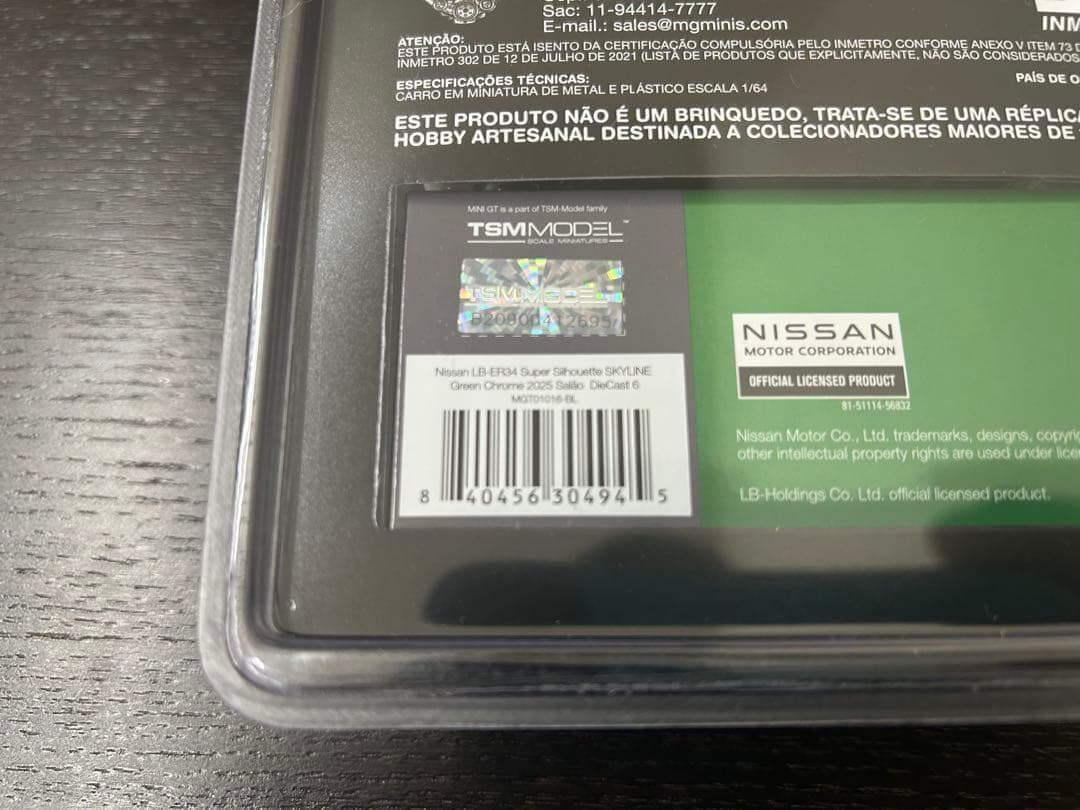 Sac: 11-94414-7777
E-mail.: sales@mgminis.com
INM
ATENÇÃO:
ESTE PRODUTO ESTÁ ISENTO DA CERTIFICAÇÃO COMPULSÓRIA PELO INMETRO CONFORME ANEXO V ITEM 73 D
INMETRO 302 DE 12 DE JULHO DE 2021 (LISTA DE PRODUTOS QUE EXPLICITAMENTE, NÃO SÃO CONSIDERADOS
ESPECIFICAÇÕES TÉCNICAS:
CARRO EM MINIATURA DE METAL E PLÁSTICO ESCALA 1/64
PAÍS DE O
ESTE PRODUTO NÃO É UM BRINQUEDO, TRATA-SE DE UMA RÉPLICA
HOBBY ARTESANAL DESTINADA A COLECIONADORES MAIORES DE
MINI GT is a part of TSM-Model family
TSMMODEL™
SCALE MINIATURES
TSMMODEL
Nissan LB-ER34 Super Silhouette SKYLINE
Green Chrome 2025 Salão DieCast 6
MGT01016-BL
8 40456 30494 5
NISSAN
MOTOR CORPORATION
OFFICIAL LICENSED PRODUCT
81-51114-56832
Nissan Motor Co., Ltd. trademarks, designs, copyric
other intellectual property rights are used under licen
LB-Holdings Co. Ltd. official licensed product.